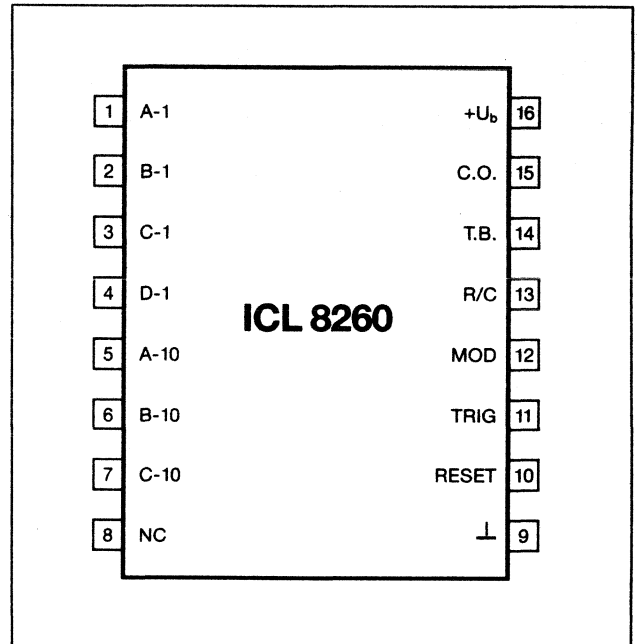 1 A-1 +U_b 16
2 B-1 C.O. 15
3 C-1 T.B. 14
4 D-1 R/C 13
ICL 8260
5 A-10 MOD 12
6 B-10 TRIG 11
7 C-10 RESET 10
8 NC ⊥ 9